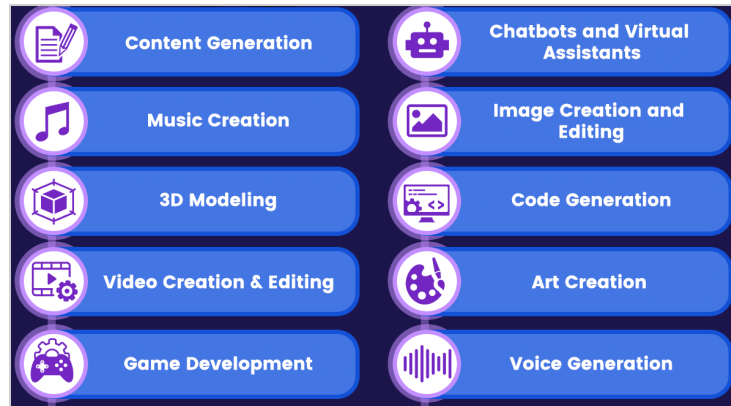 Content Generation
Chatbots and Virtual
Assistants
Music Creation
Image Creation and
Editing
3D Modeling
Code Generation
Video Creation & Editing
Art Creation
Game Development
Voice Generation